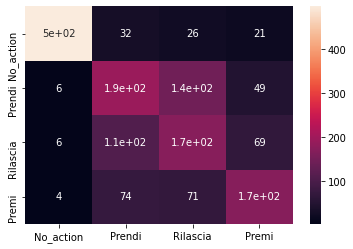 No_action 5e+02 32 26 21
Prendi 6 1.9e+02 1.4e+02 49
Rilascia 6 1.1e+02 1.7e+02 69
Premi 4 74 71 1.7e+02
No_action Prendi Rilascia Premi
500
400
300
200
100